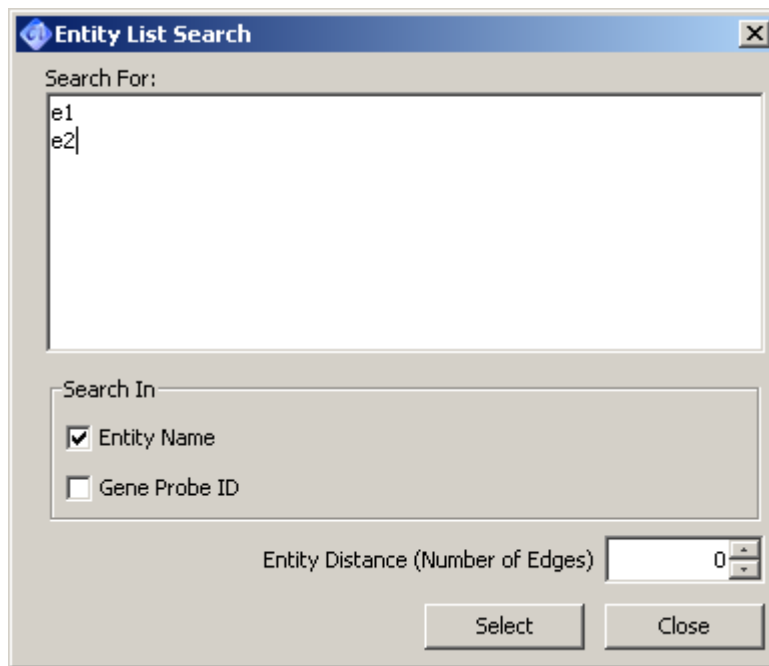 Entity List Search
Search For:
e1
e2
Search In
Entity Name
Gene Probe ID
Entity Distance (Number of Edges) 0
Select Close